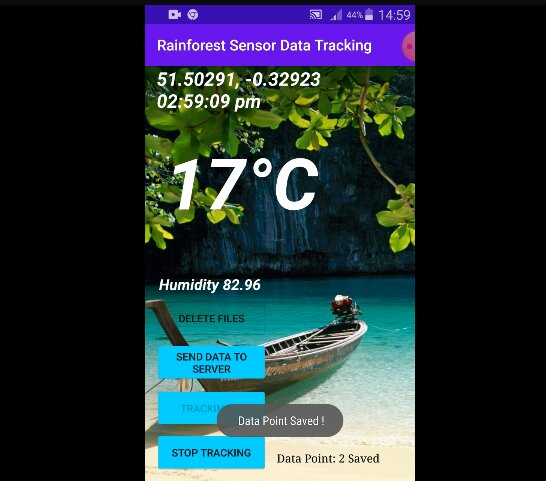 44% 14:59
Rainforest Sensor Data Tracking
51.50291, -0.32923
02:59:09 pm
17°C
Humidity 82.96
DELETE FILES
SEND DATA TO
SERVER
Data Point Saved !
STOP TRACKING
Data Point: 2 Saved